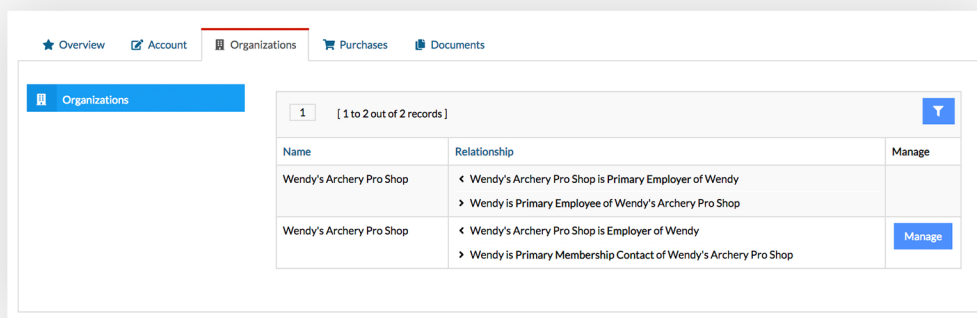 Overview Account Organizations Purchases Documents
Organizations
1 [ 1 to 2 out of 2 records ]
Name Relationship Manage
Wendy's Archery Pro Shop < Wendy's Archery Pro Shop is Primary Employer of Wendy
> Wendy is Primary Employee of Wendy's Archery Pro Shop
Wendy's Archery Pro Shop < Wendy's Archery Pro Shop is Employer of Wendy Manage
> Wendy is Primary Membership Contact of Wendy's Archery Pro Shop